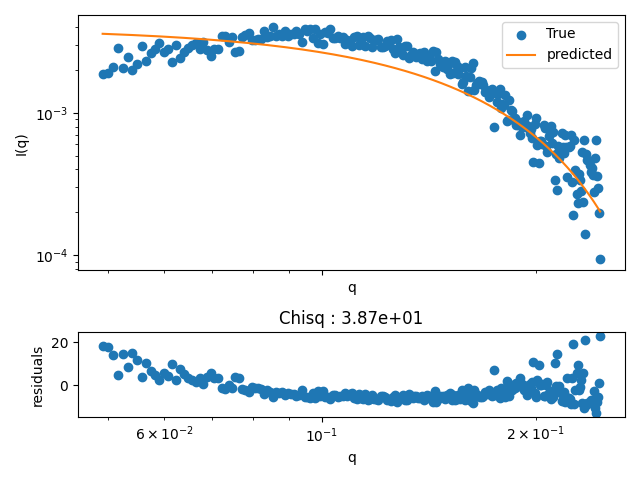 True
predicted
10⁻³
10⁻⁴
I(q)
q
Chisq : 3.87e+01
20
0
residuals
6 × 10⁻²
10⁻¹
2 × 10⁻¹
q